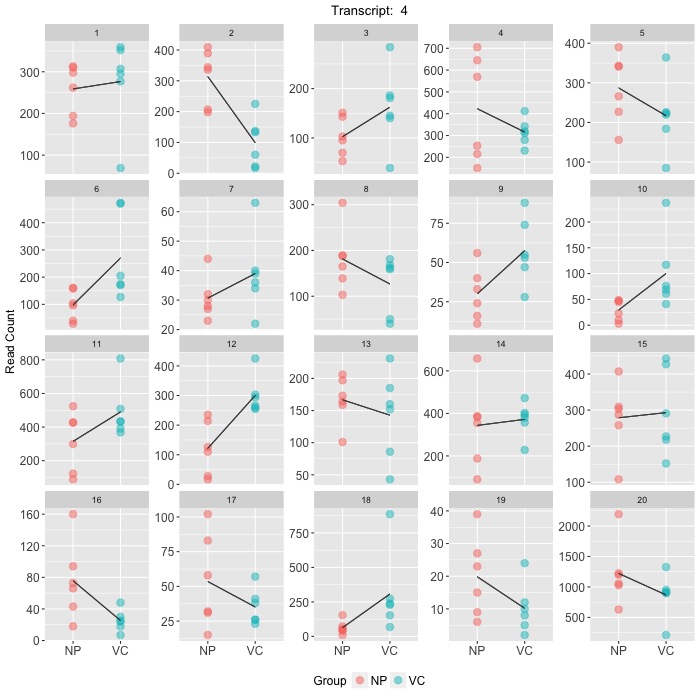 Transcript: 4
1 2 3 4 5
300 200 100
400 300 200 100 0
200 100
700 600 500 400 300 200
400 300 200 100
6 7 8 9 10
400 300 200 100
60 50 40 30 20
300 200 100
75 50 25
200 150 100 50 0
Read Count
11 12 13 14 15
800 600 400 200
400 300 200 100 0
200 150 100 50
600 400 200
400 300 200 100
16 17 18 19 20
160 120 80 40 0
100 75 50 25
750 500 250 0
40 30 20 10
2000 1500 1000 500
NP VC NP VC NP VC NP VC NP VC
Group NP VC